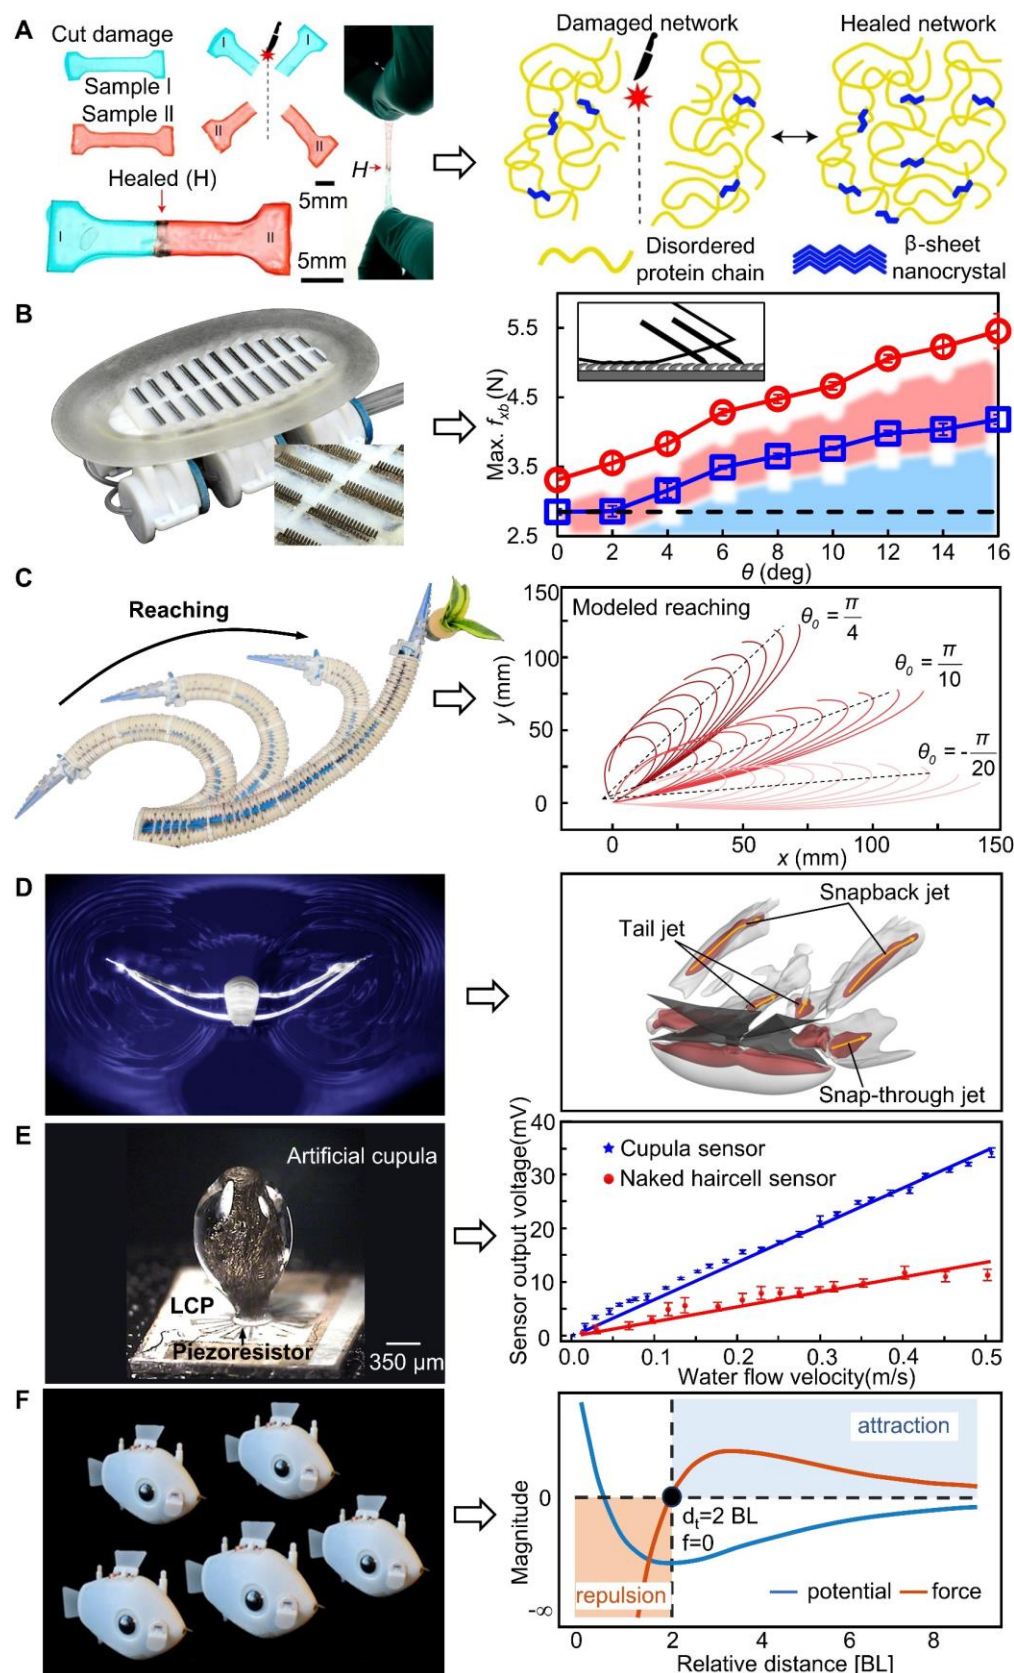 A
Cut damage
Sample I
Sample II
I
I
II
II
Healed (H)
5mm
I
II
5mm
H
Damaged network
Healed network
Disordered
protein chain
β-sheet
nanocrystal
B
Max. fxb (N)
5.5
4.5
3.5
2.5
0 2 4 6 8 10 12 14 16
θ (deg)
C
Reaching
Modeled reaching
y (mm)
150
100
50
0
θ0 = π/4
θ0 = π/10
θ0 = -π/20
0 50 100 150
x (mm)
D
Snapback jet
Tail jet
Snap-through jet
E
Artificial cupula
LCP
Piezoresistor
350 μm
Sensor output voltage(mV)
40
30
20
10
0
Cupula sensor
Naked haircell sensor
0.0 0.1 0.2 0.3 0.4 0.5
Water flow velocity(m/s)
F
Magnitude
0
-∞
attraction
dt=2 BL
f=0
repulsion
potential
force
0 2 4 6 8
Relative distance [BL]